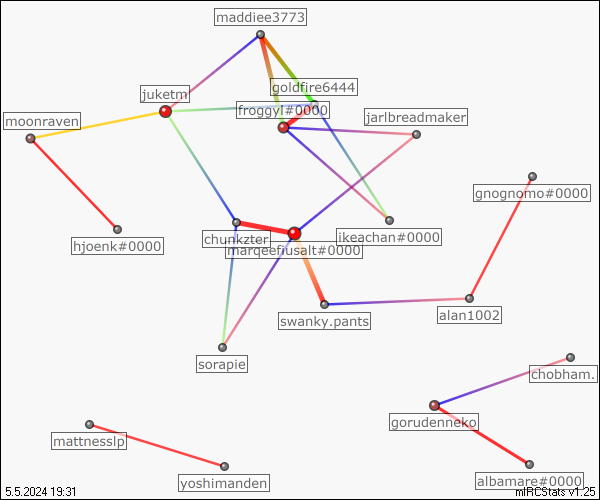 maddiee3773
goldfire6444
juketm
froggyl#0000
moonraven
jarlbreadmaker
gnognomo#0000
chunkzter
ikeachan#0000
hjoenk#0000
marqeefiusalt#0000
swanky.pants
alan1002
sorapie
chobham.
gorudenneko
mattnesslp
yoshimanden
albamare#0000
5.5.2024 19:31
mIRCStats v1.25